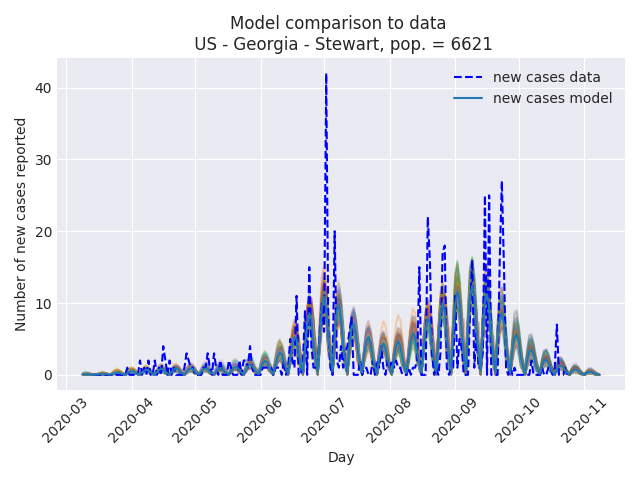 Model comparison to data
US - Georgia - Stewart, pop. = 6621
new cases data
new cases model
Number of new cases reported
40
30
20
10
0
2020-03
2020-04
2020-05
2020-06
2020-07
2020-08
2020-09
2020-10
2020-11
Day